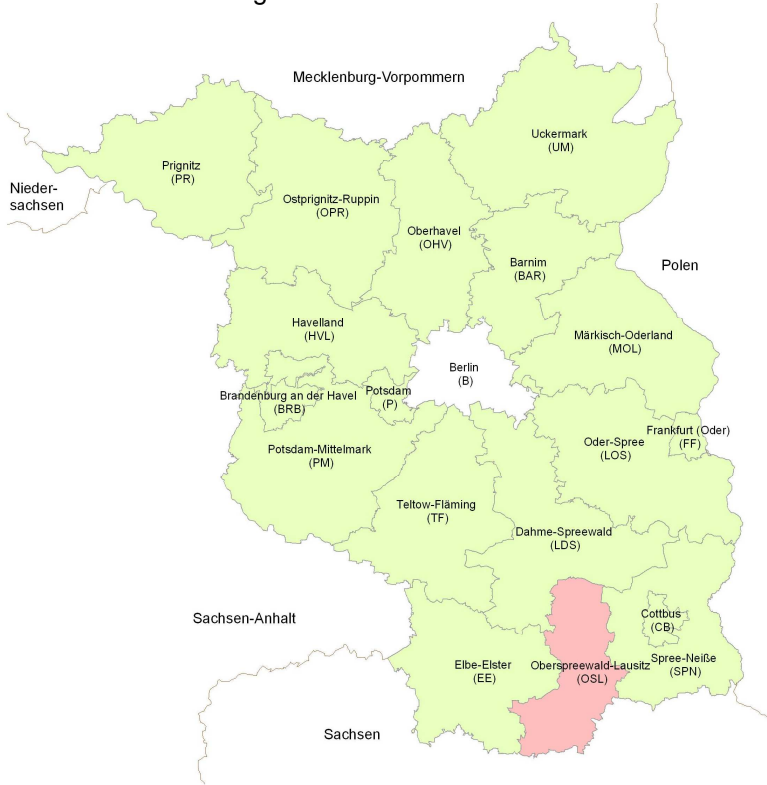 Mecklenburg-Vorpommern
Uckermark
(UM)
Prignitz
(PR)
Nieder-
sachsen
Ostprignitz-Ruppin
(OPR)
Oberhavel
(OHV)
Barnim
(BAR)
Polen
Havelland
(HVL)
Märkisch-Oderland
(MOL)
Berlin
(B)
Brandenburg an der Havel
(BRB)
Potsdam
(P)
Frankfurt (Oder)
(FF)
Oder-Spree
(LOS)
Potsdam-Mittelmark
(PM)
Teltow-Fläming
(TF)
Dahme-Spreewald
(LDS)
Sachsen-Anhalt
Cottbus
(CB)
Elbe-Elster
(EE)
Oberspreewald-Lausitz
(OSL)
Spree-Neiße
(SPN)
Sachsen